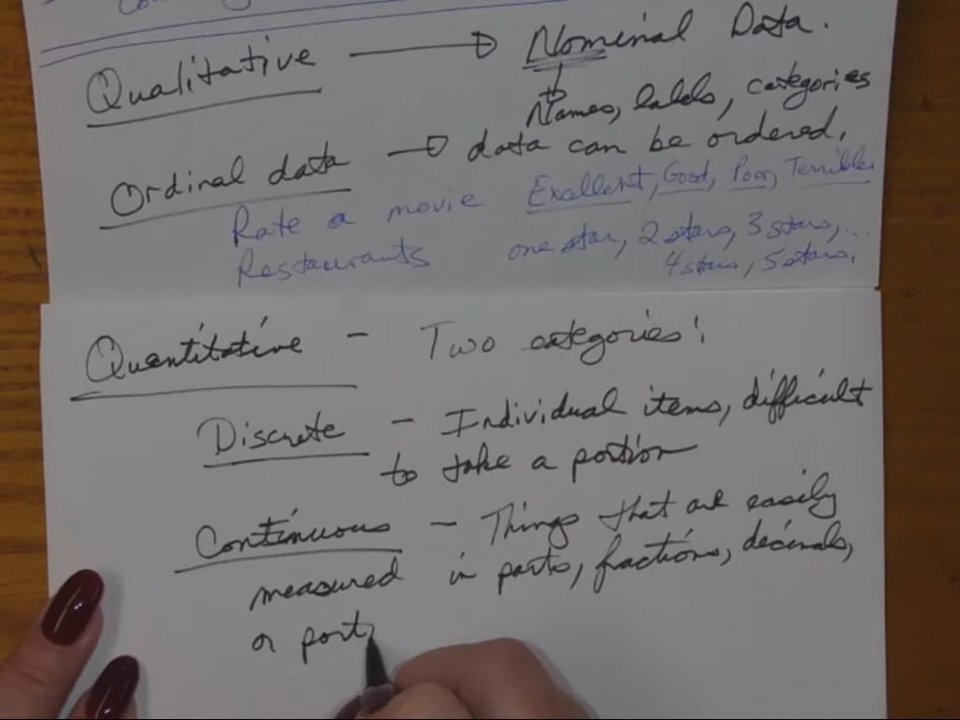 Qualitative → Nominal Data.
Names, labels, categories
Ordinal data → data can be ordered.
Rate a movie Excellent, Good, Poor, Terrible
Restaurants one star, 2 stars, 3 stars, ...
4 stars, 5 stars.
Quantitative - Two categories:
Discrete - Individual items, difficult
to take a portion
Continuous - Things that are easily
measured in parts, fractions, decimals,
or port